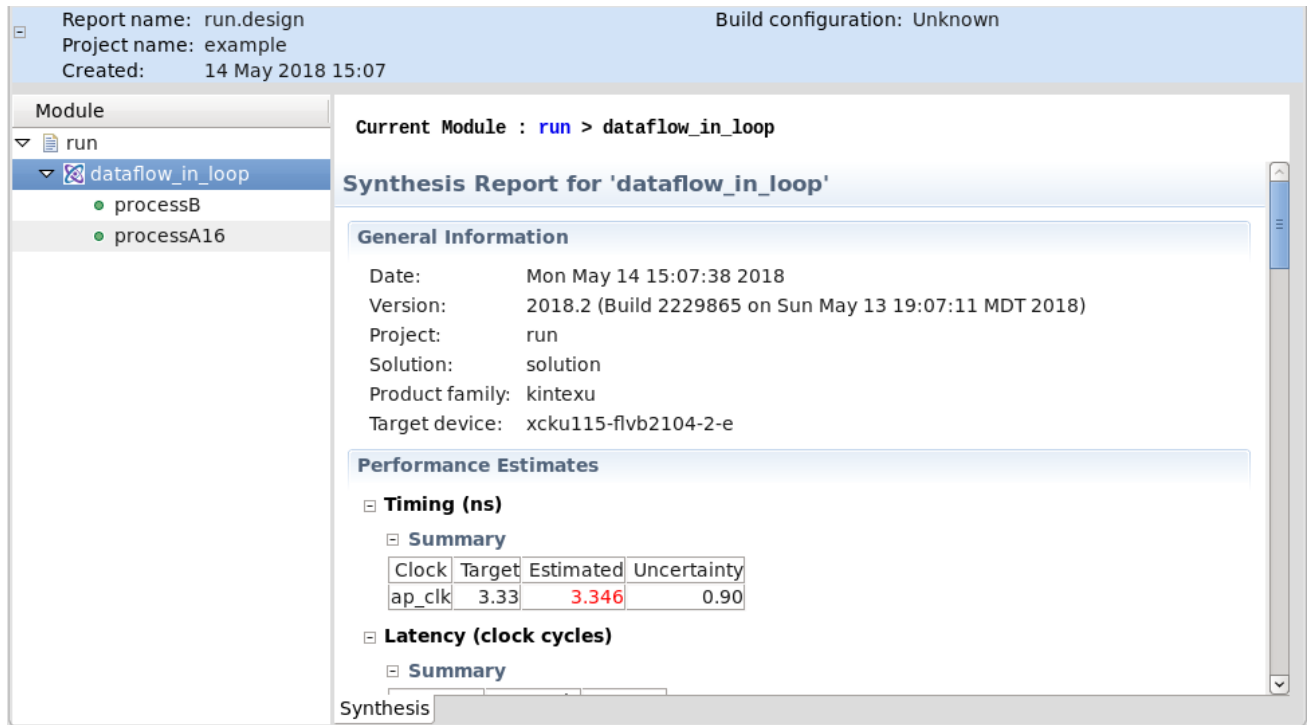 Report name: run.design Build configuration: Unknown
Project name: example
Created: 14 May 2018 15:07
Module
run
dataflow_in_loop
processB
processA16
Current Module : run > dataflow_in_loop
Synthesis Report for 'dataflow_in_loop'
General Information
Date: Mon May 14 15:07:38 2018
Version: 2018.2 (Build 2229865 on Sun May 13 19:07:11 MDT 2018)
Project: run
Solution: solution
Product family: kintexu
Target device: xcku115-flvb2104-2-e
Performance Estimates
Timing (ns)
Summary
Clock Target Estimated Uncertainty
ap_clk 3.33 3.346 0.90
Latency (clock cycles)
Summary
Synthesis